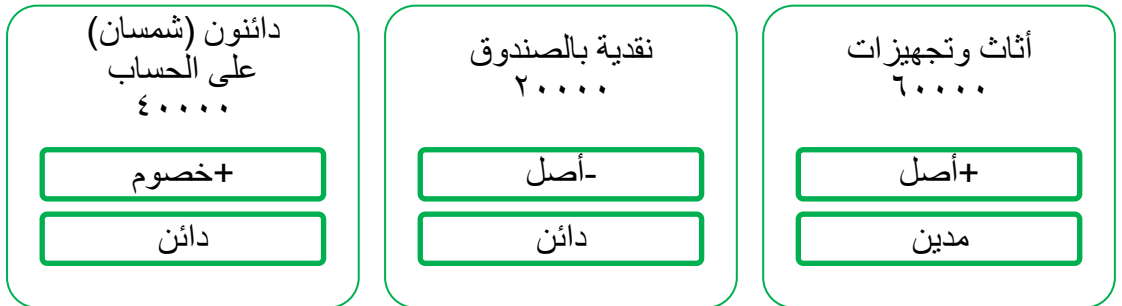 أثاث وتجهيزات
٦٠٠٠٠
+أصل
مدين
نقدية بالصندوق
٢٠٠٠٠
-أصل
دائن
دائنون (شمسان)
على الحساب
٤٠٠٠٠
+خصوم
دائن